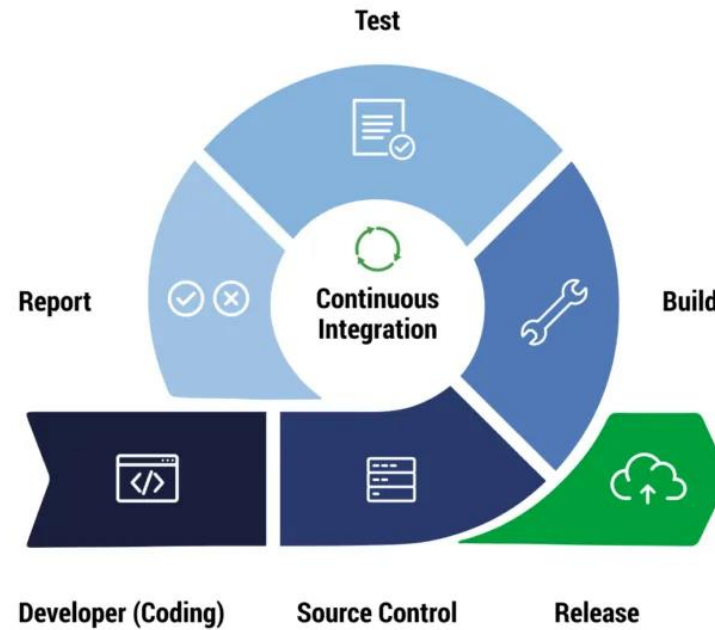 Test
Report
Continuous
Integration
Build
Developer (Coding)
Source Control
Release